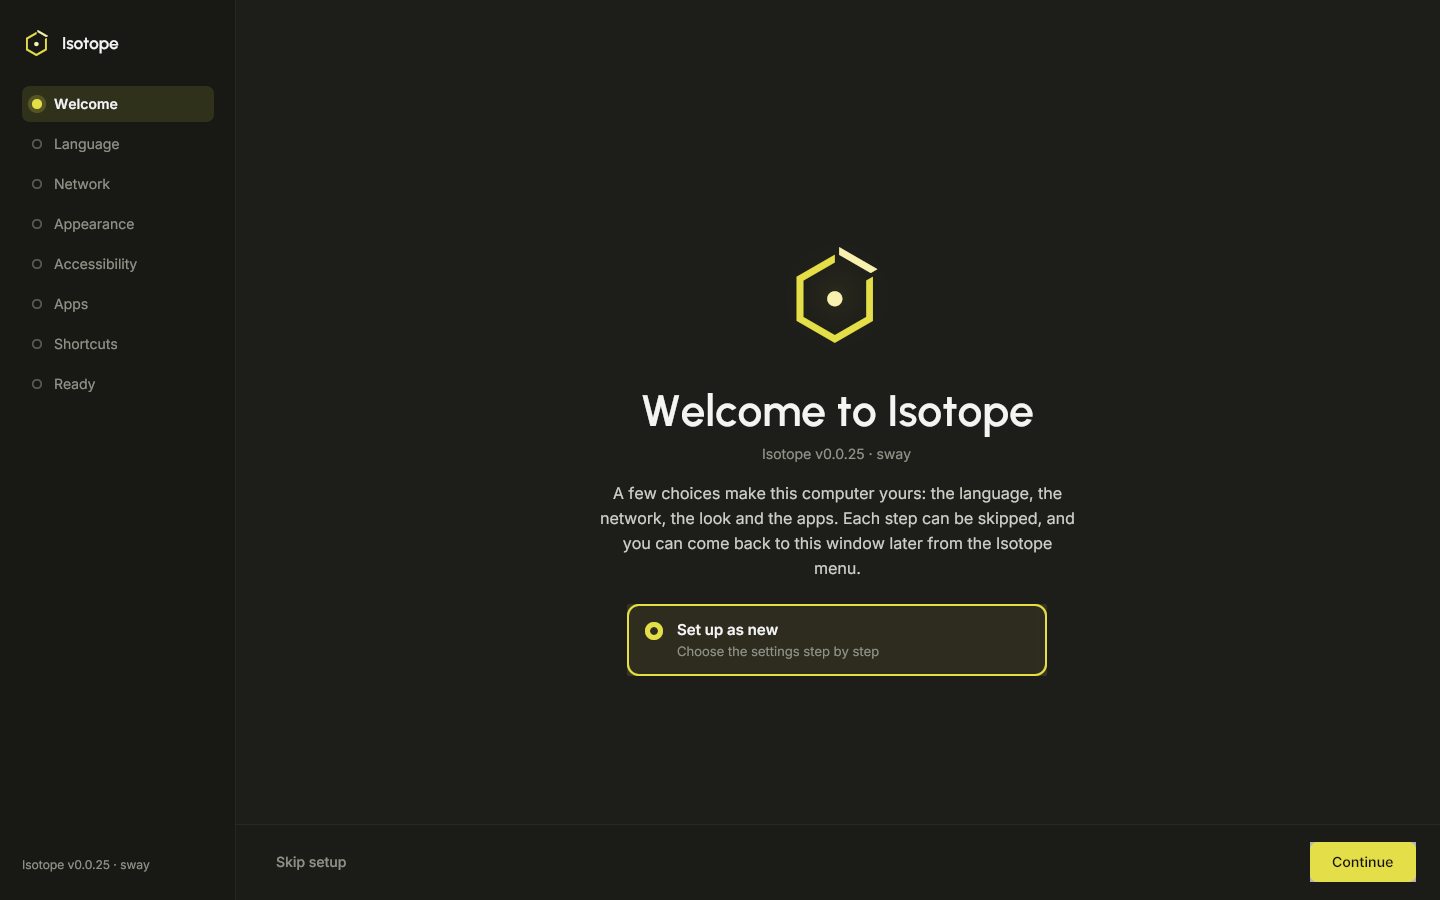 Isotope
Welcome
Language
Network
Appearance
Accessibility
Apps
Shortcuts
Ready
Isotope v0.0.25 · sway
Welcome to Isotope
Isotope v0.0.25 · sway
A few choices make this computer yours: the language, the
network, the look and the apps. Each step can be skipped, and
you can come back to this window later from the Isotope
menu.
Set up as new
Choose the settings step by step
Skip setup
Continue